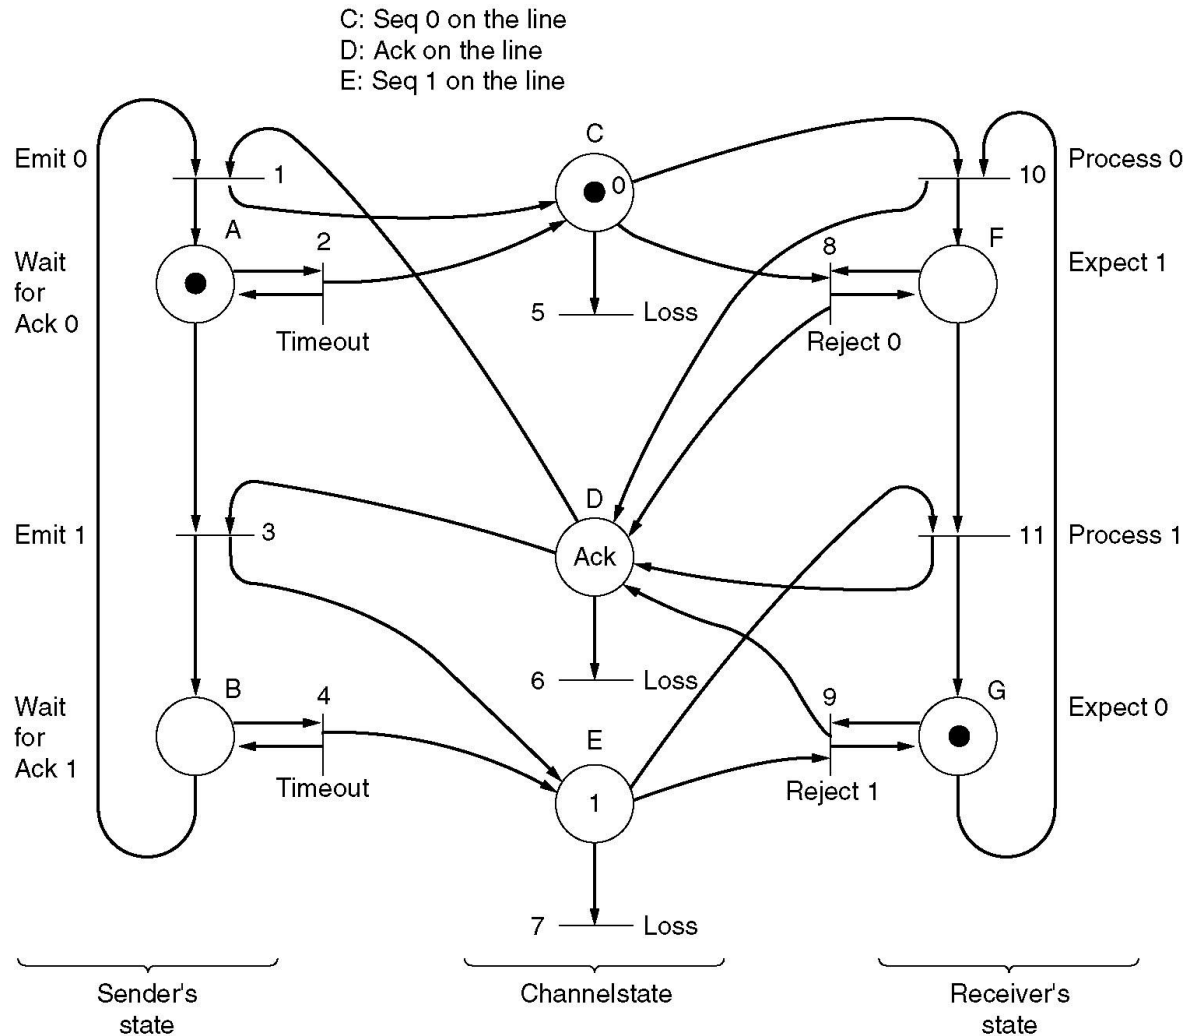 C: Seq 0 on the line
D: Ack on the line
E: Seq 1 on the line
C
Emit 0
1
0
10
Process 0
A
2
8
F
Wait
for
Ack 0
Expect 1
5
Loss
Timeout
Reject 0
D
Emit 1
3
Ack
11
Process 1
6
Loss
B
4
9
G
Wait
for
Ack 1
E
Expect 0
Timeout
1
Reject 1
7
Loss
Sender's
state
Channelstate
Receiver's
state